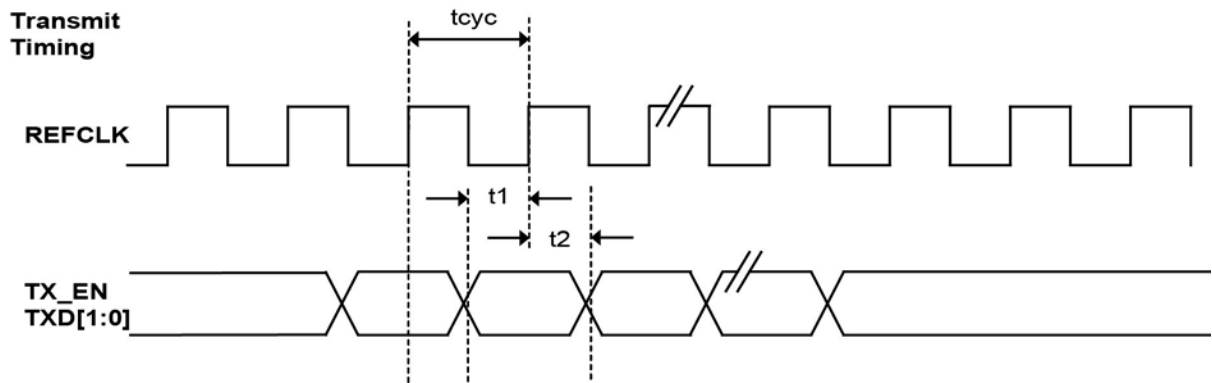 Transmit
Timing
tcyc
REFCLK
t1
t2
TX_EN
TXD[1:0]